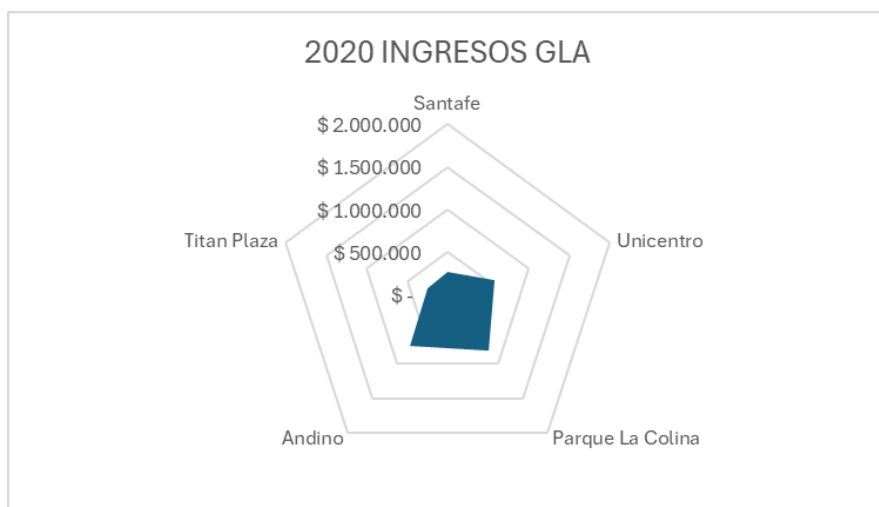 2020 INGRESOS GLA
Santafe
$ 2.000.000
$ 1.500.000
$ 1.000.000
$ 500.000
$ -
Titan Plaza
Unicentro
Andino
Parque La Colina